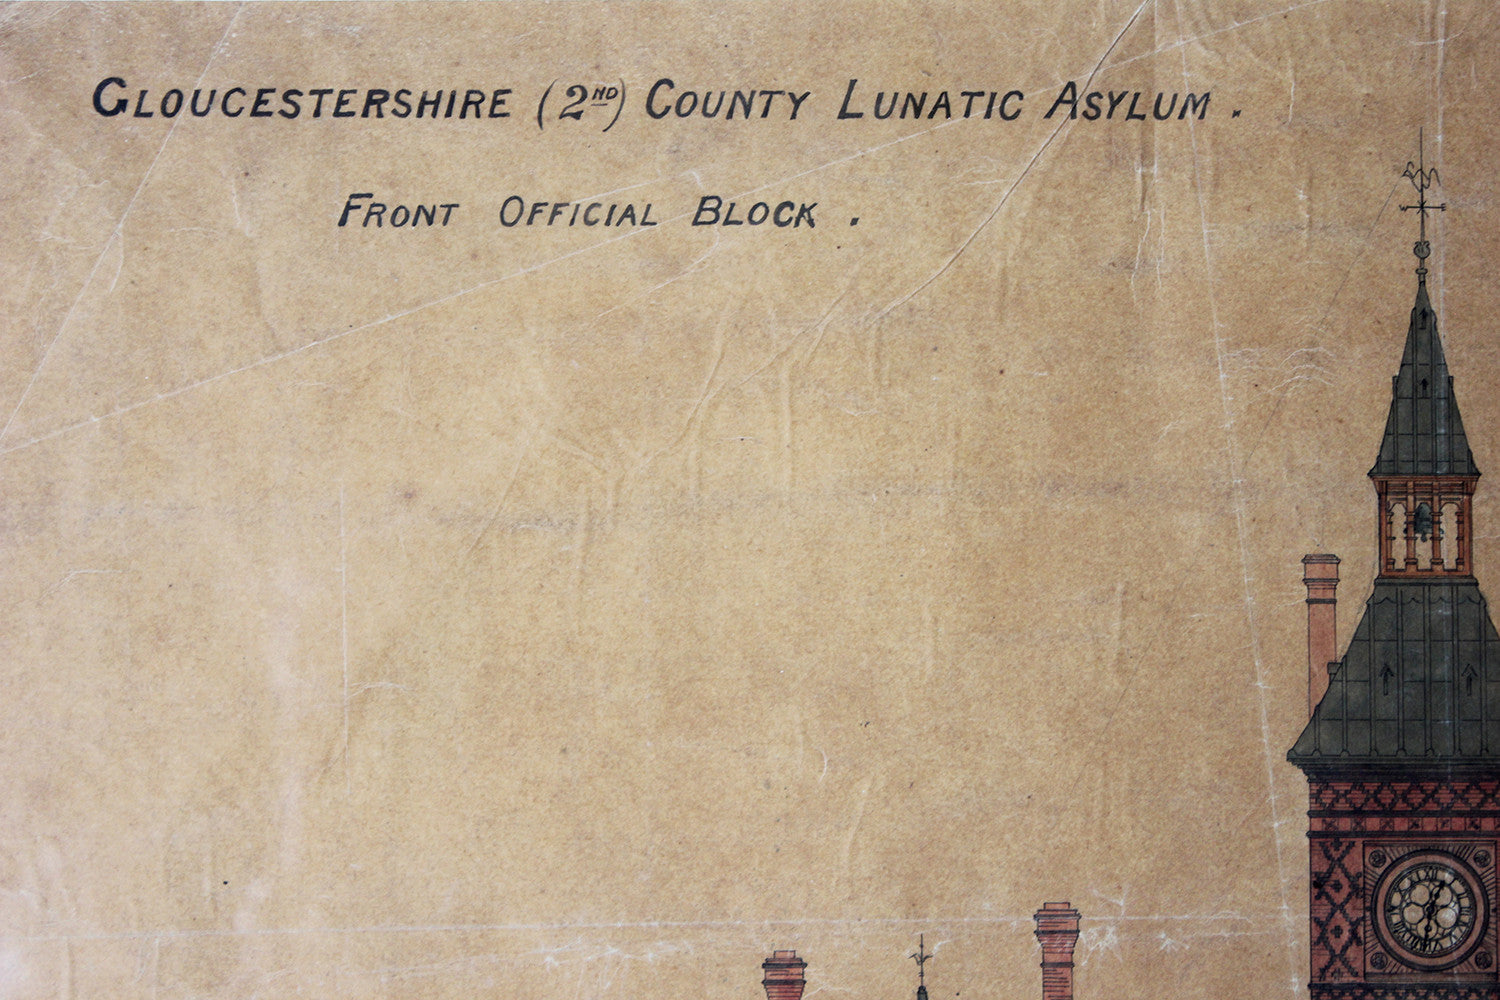 Gloucestershire (2nd) County Lunatic Asylum .
Front Official Block .